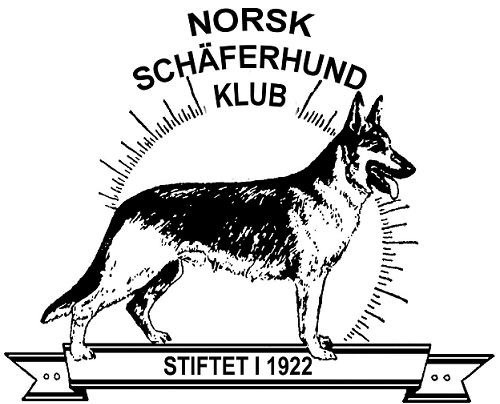 NORSK
SCHÄFERHUND
KLUB
STIFTET I 1922